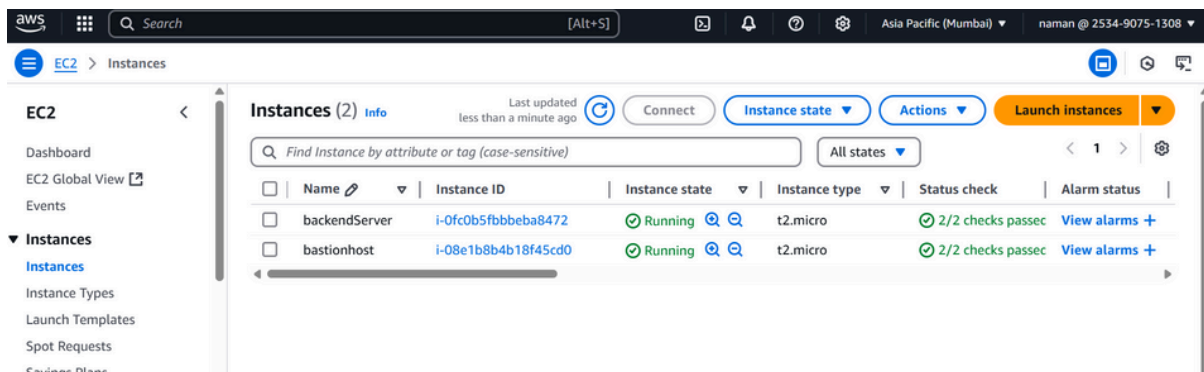 aws Search [Alt+S] Asia Pacific (Mumbai) ▼ naman @ 2534-9075-1308 ▼
EC2 > Instances
EC2
Dashboard
EC2 Global View
Events
▼ Instances
Instances
Instance Types
Launch Templates
Spot Requests
Savings Plans
Instances (2) Info
Last updated
less than a minute ago
Connect Instance state ▼ Actions ▼ Launch instances ▼
Find Instance by attribute or tag (case-sensitive) All states ▼ < 1 >
Name Instance ID Instance state Instance type Status check Alarm status
backendServer i-0fc0b5fbbbeba8472 Running t2.micro 2/2 checks passec View alarms +
bastionhost i-08e1b8b4b18f45cd0 Running t2.micro 2/2 checks passec View alarms +